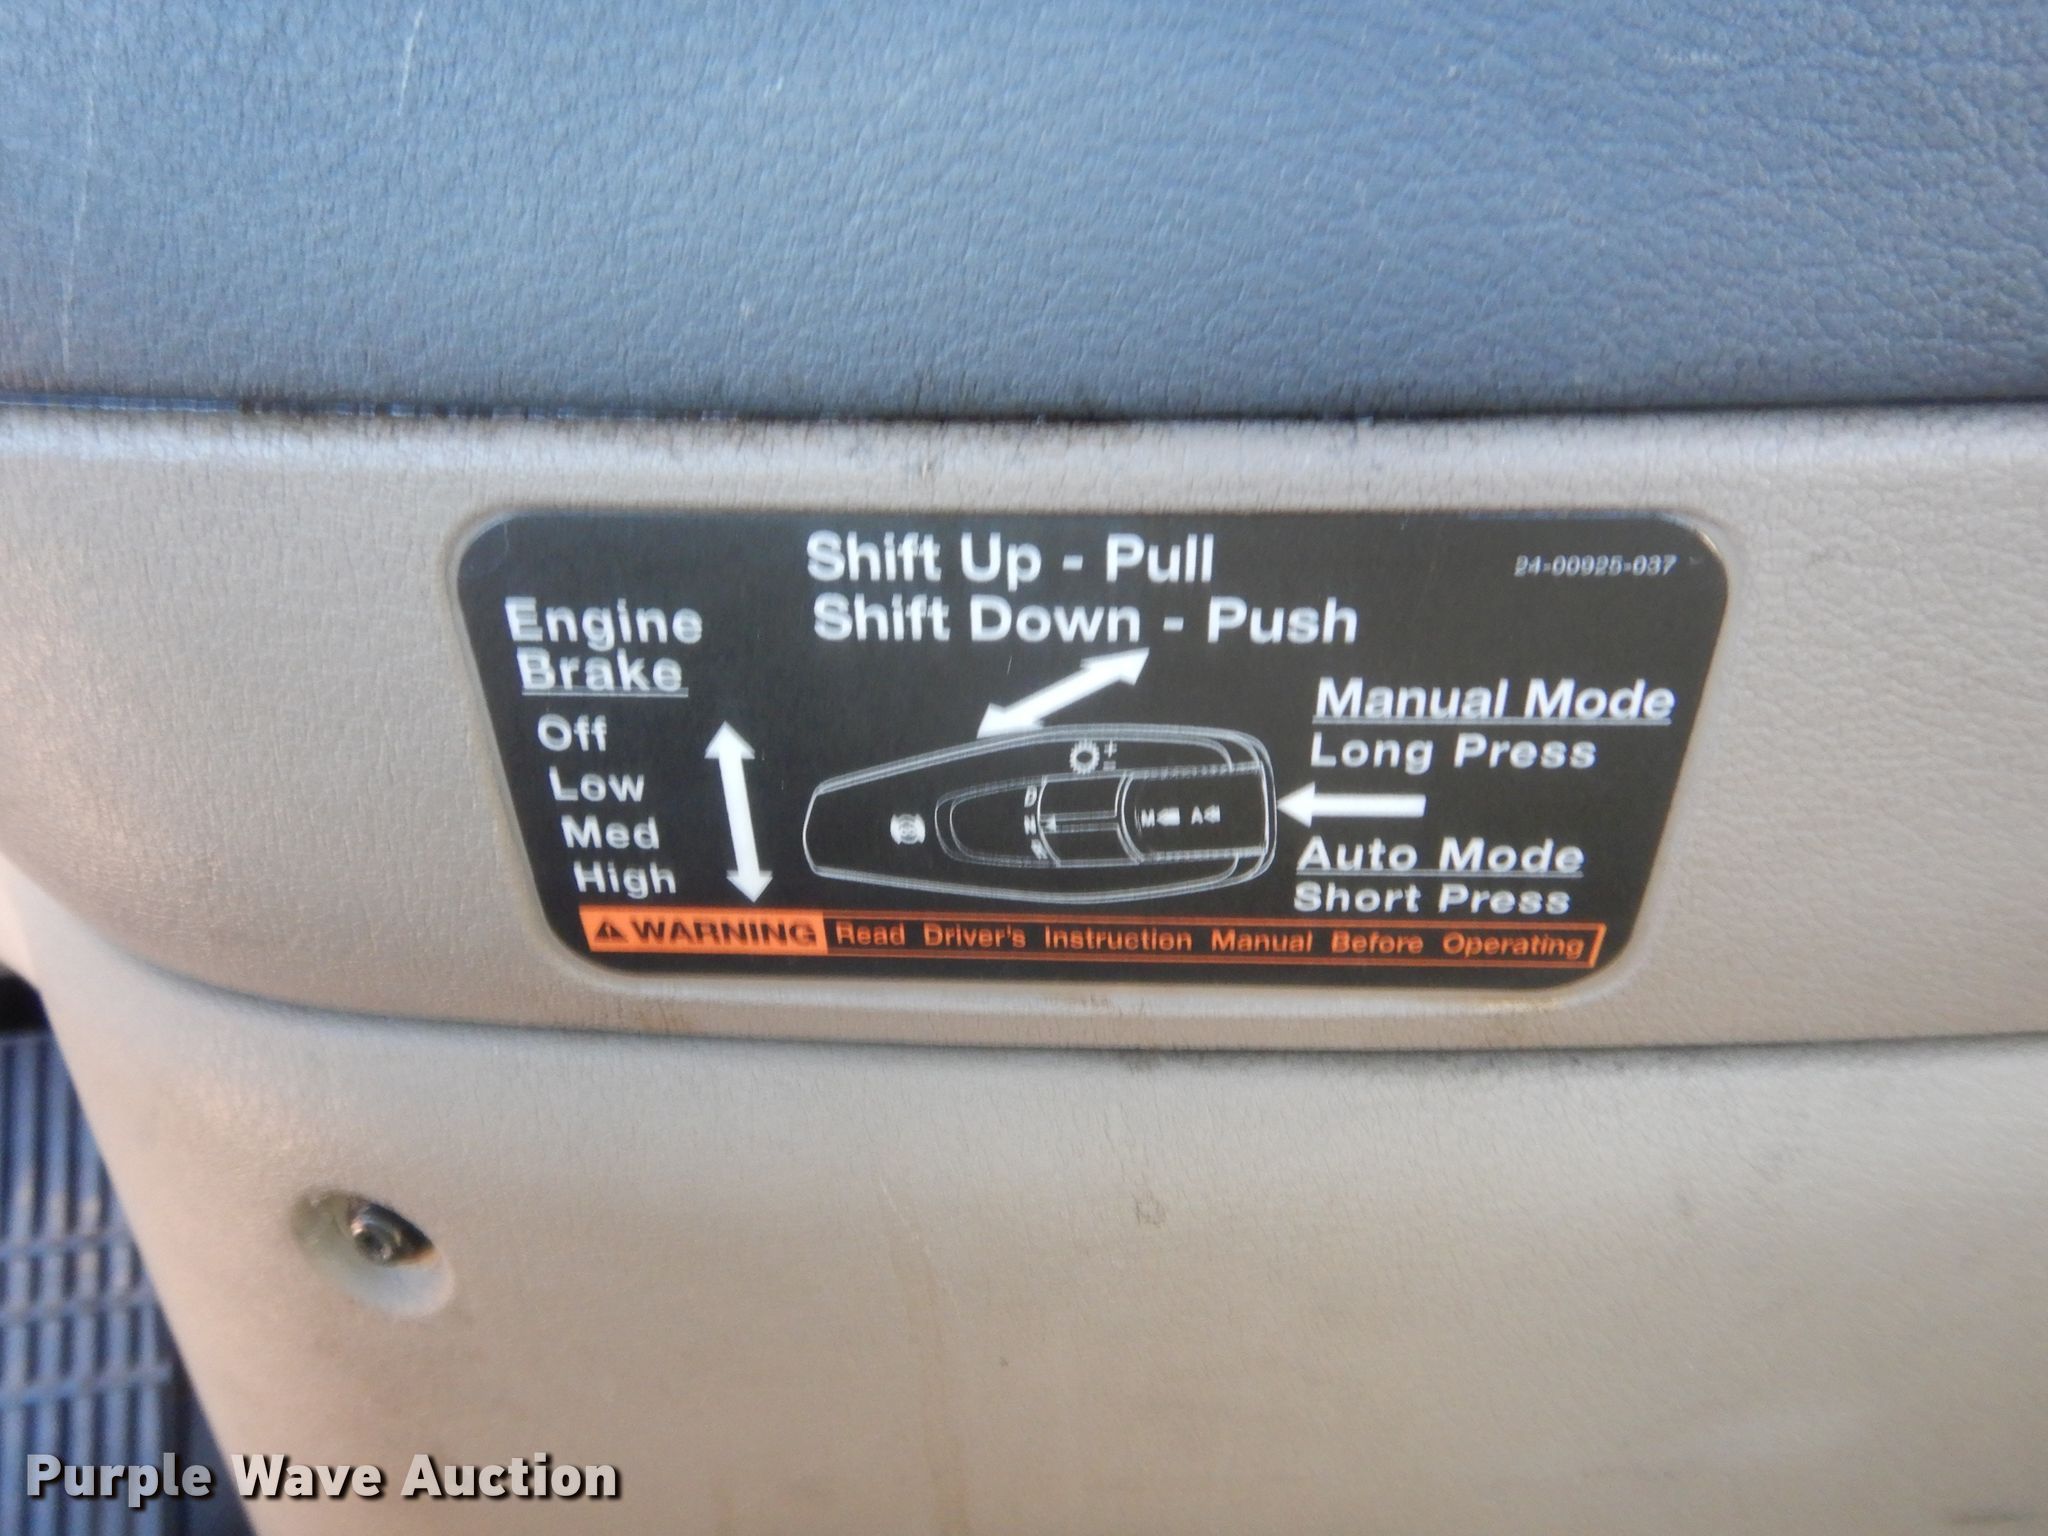 Shift Up - Pull
Shift Down - Push
24-00925-037
Engine
Brake
Off
Low
Med
High
+
-
D
N
R
M
A
Manual Mode
Long Press
Auto Mode
Short Press
WARNING Read Driver's Instruction Manual Before Operating
Purple Wave Auction